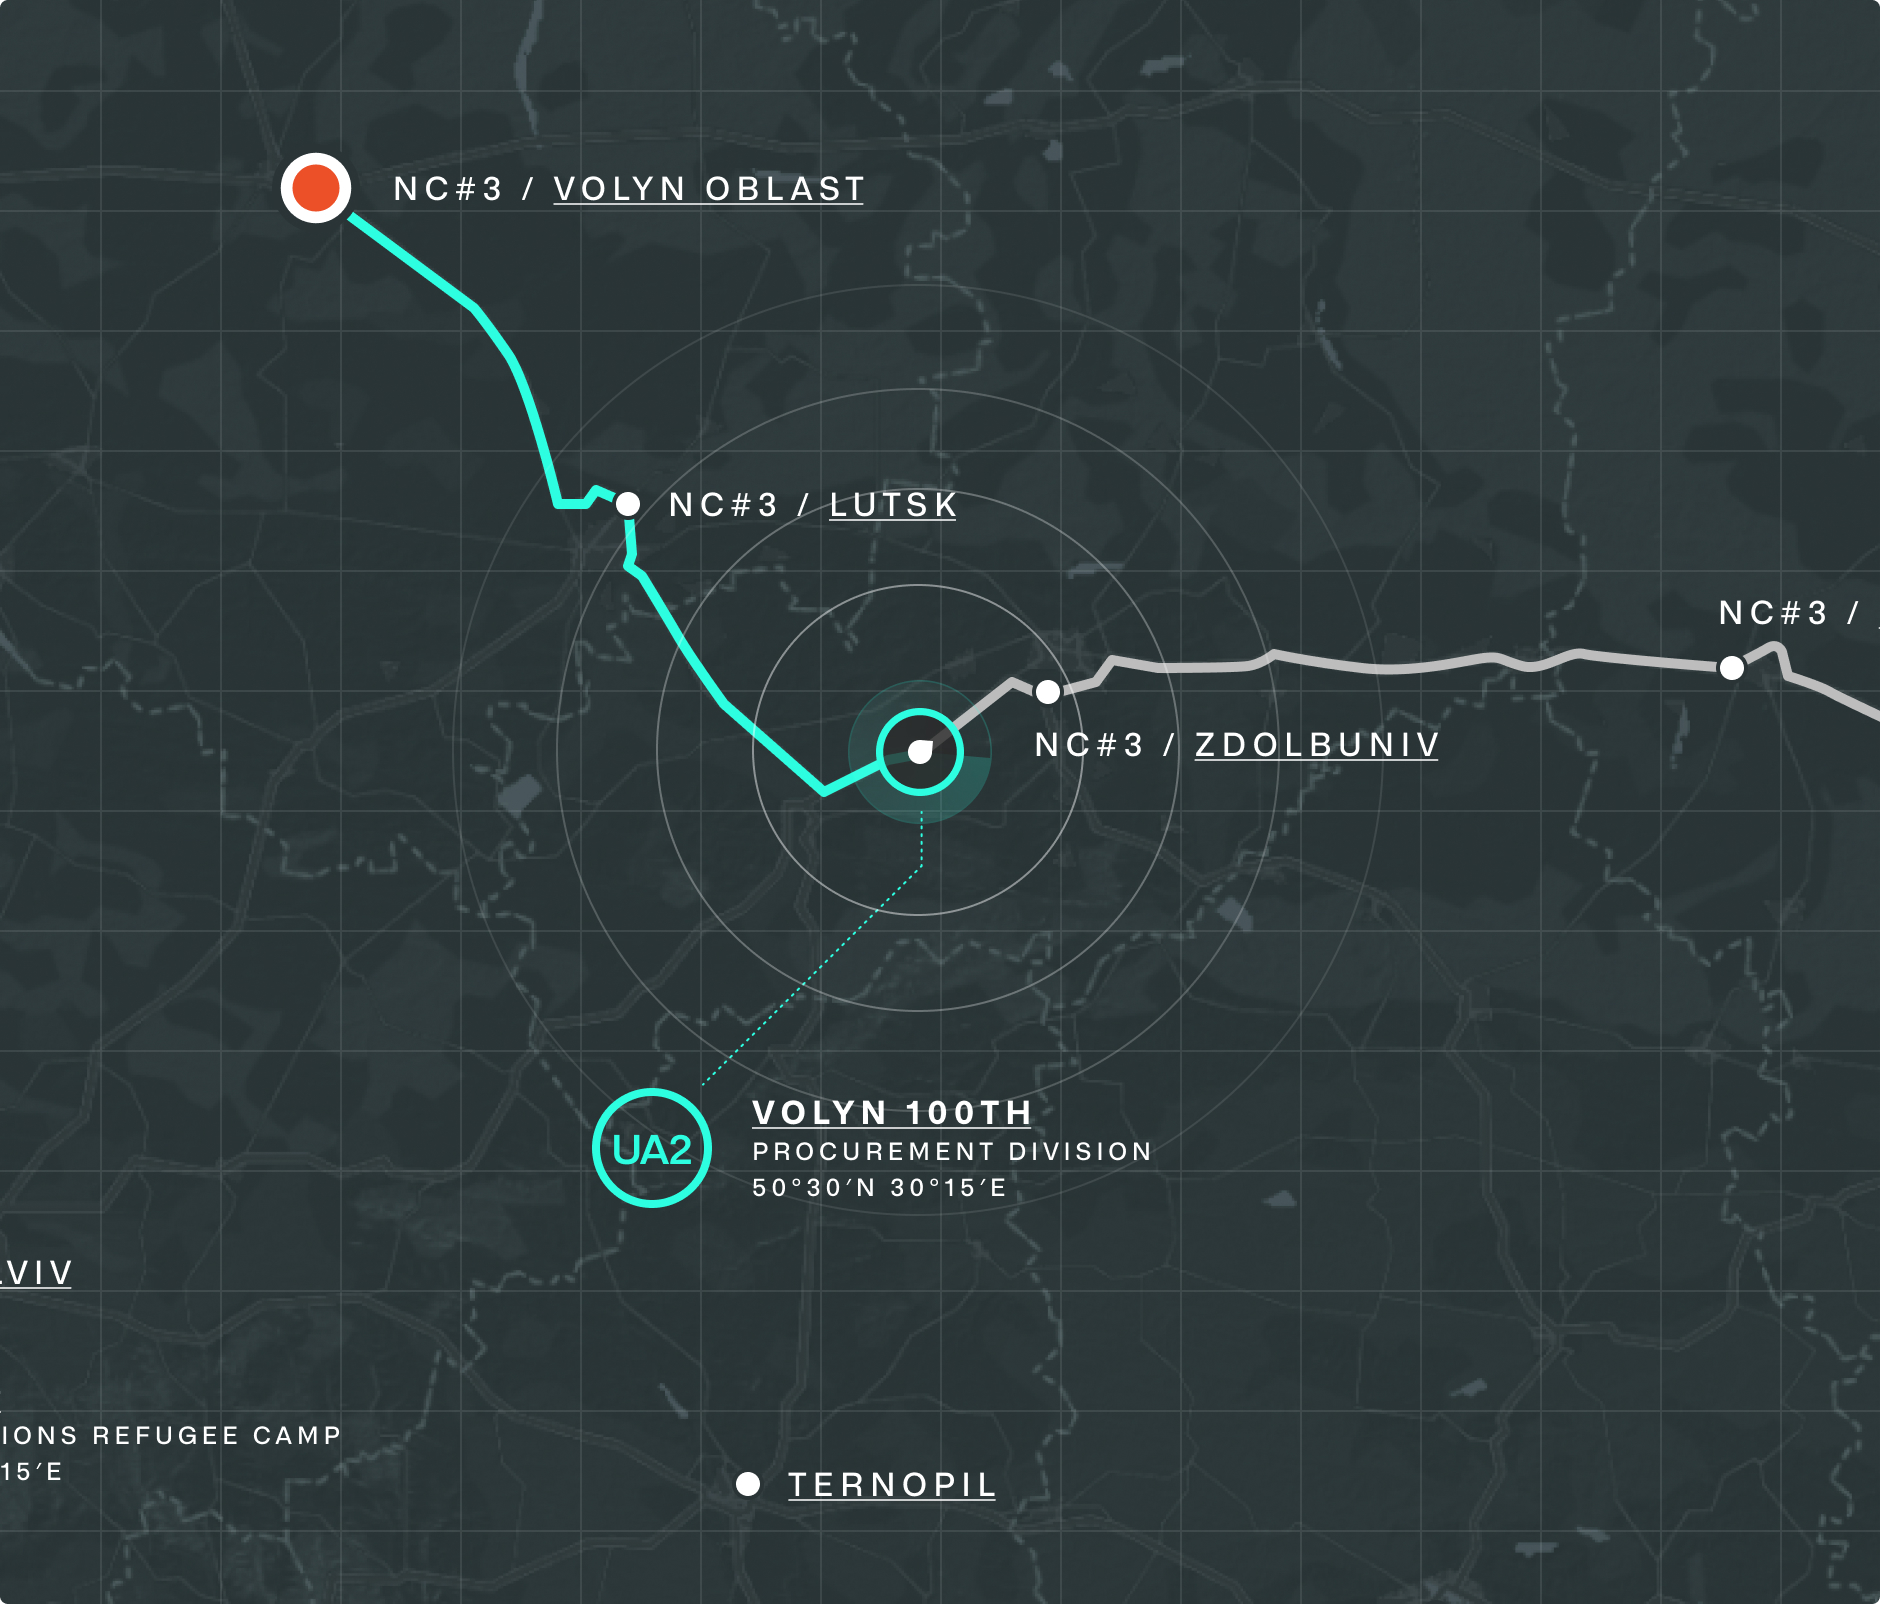 NC#3 / VOLYN OBLAST
NC#3 / LUTSK
NC#3 /
NC#3 / ZDOLBUNIV
VOLYN 100TH
UA2
PROCUREMENT DIVISION
50°30′N 30°15′E
LVIV
IONS REFUGEE CAMP
15′E
TERNOPIL